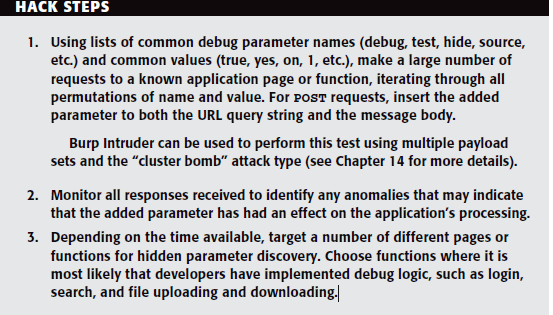 HACK STEPS
1. Using lists of common debug parameter names (debug, test, hide, source,
etc.) and common values (true, yes, on, 1, etc.), make a large number of
requests to a known application page or function, iterating through all
permutations of name and value. For POST requests, insert the added
parameter to both the URL query string and the message body.
Burp Intruder can be used to perform this test using multiple payload
sets and the “cluster bomb” attack type (see Chapter 14 for more details).
2. Monitor all responses received to identify any anomalies that may indicate
that the added parameter has had an effect on the application’s processing.
3. Depending on the time available, target a number of different pages or
functions for hidden parameter discovery. Choose functions where it is
most likely that developers have implemented debug logic, such as login,
search, and file uploading and downloading.